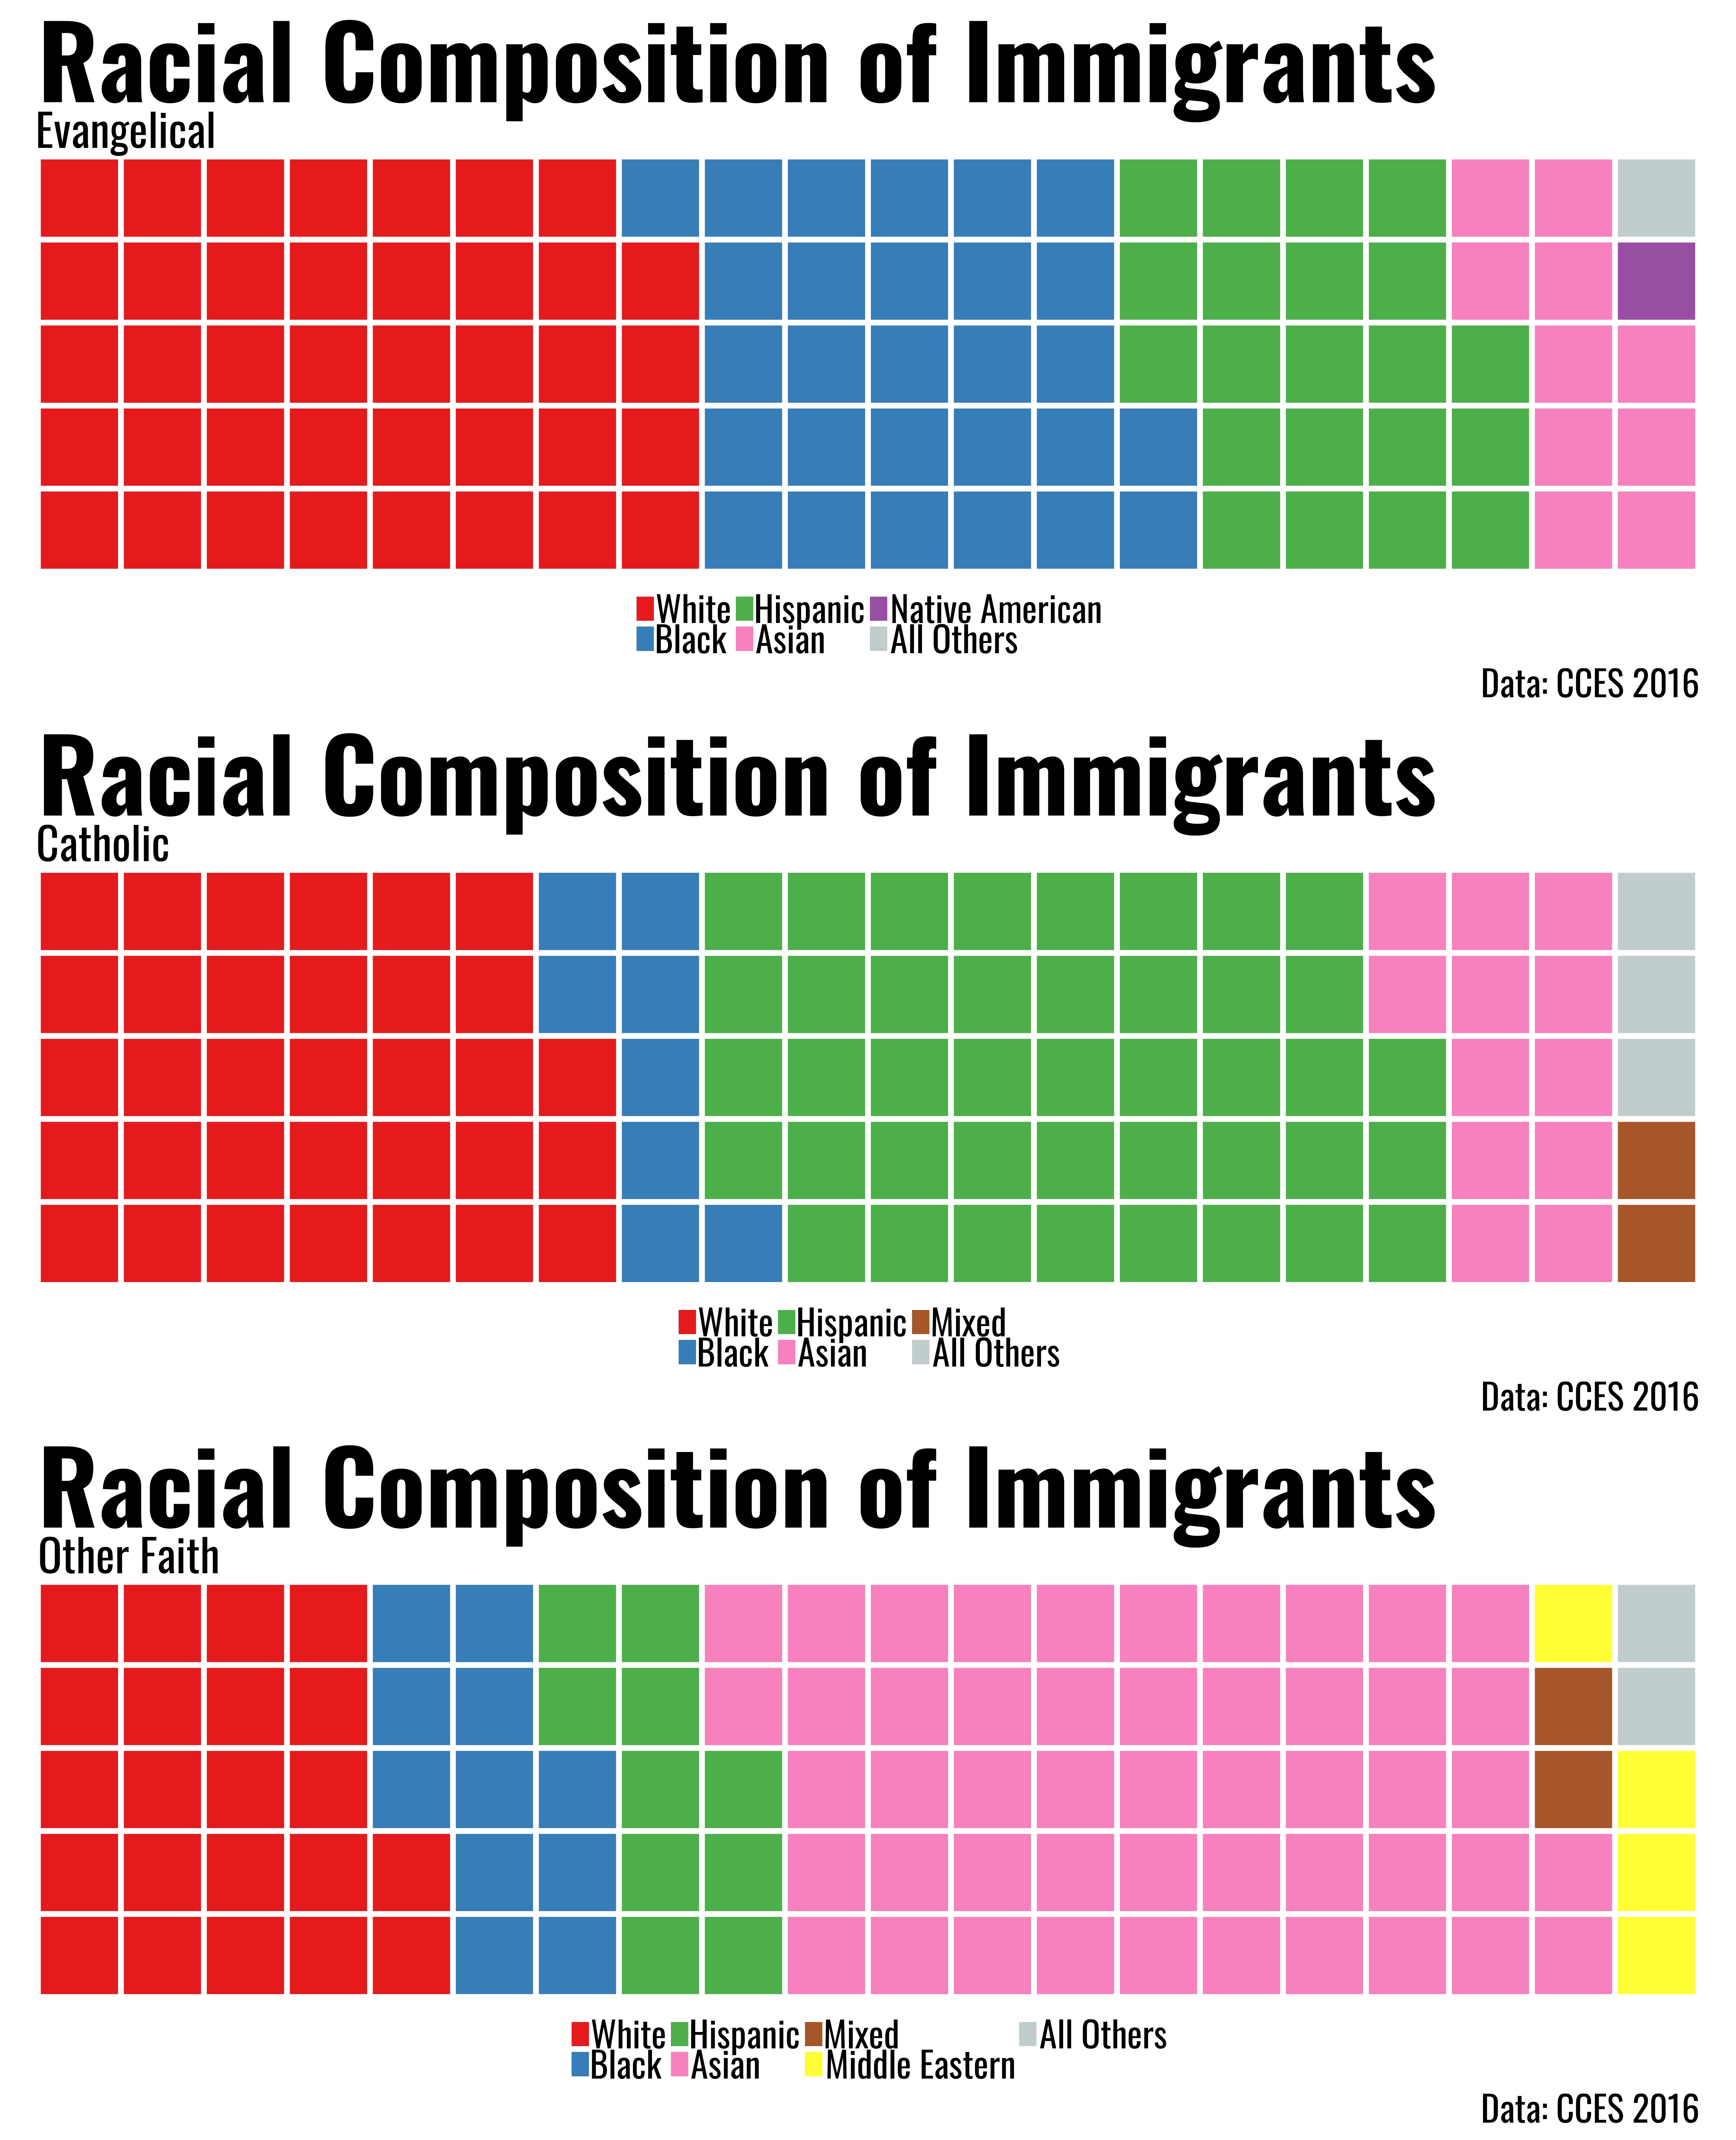 Racial Composition of Immigrants
Evangelical
White Hispanic Native American
Black Asian All Others
Data: CCES 2016
Racial Composition of Immigrants
Catholic
White Hispanic Mixed
Black Asian All Others
Data: CCES 2016
Racial Composition of Immigrants
Other Faith
White Hispanic Mixed All Others
Black Asian Middle Eastern
Data: CCES 2016